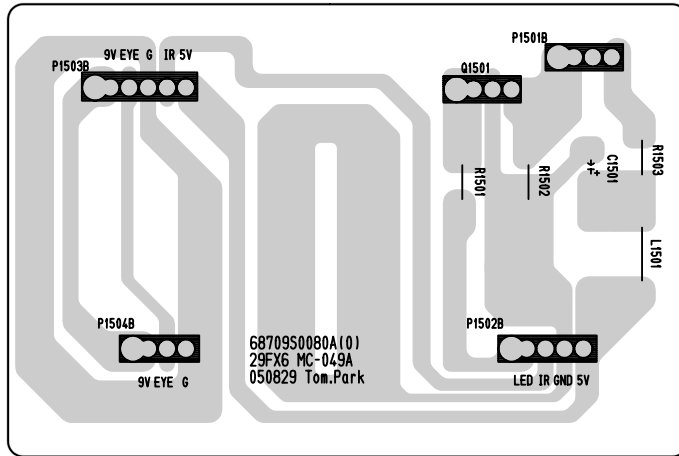 P1501B
9V EYE G IR 5V
P1503B
Q1501
R1503
C1501
R1501
R1502
L1501
P1504B
P1502B
68709S0080A(0)
29FX6 MC-049A
050829 Tom.Park
9V EYE G
LED IR GND 5V